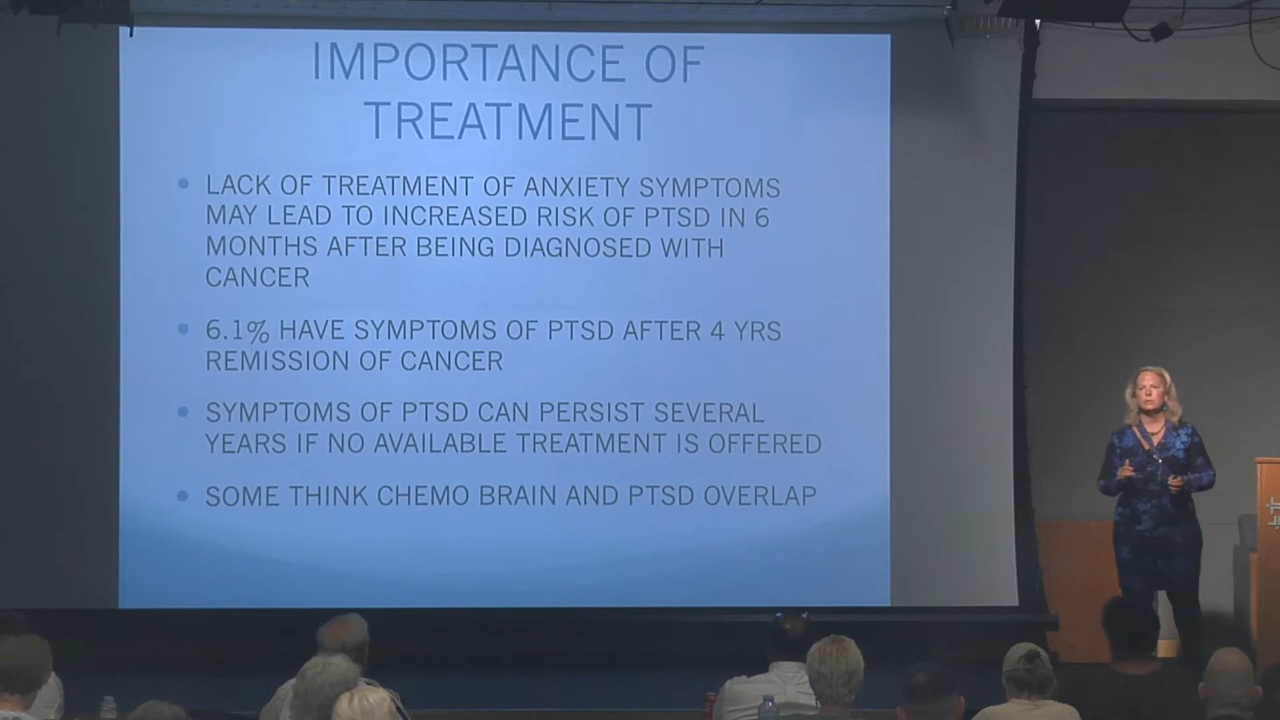 IMPORTANCE OF
TREATMENT
LACK OF TREATMENT OF ANXIETY SYMPTOMS
MAY LEAD TO INCREASED RISK OF PTSD IN 6
MONTHS AFTER BEING DIAGNOSED WITH
CANCER
6.1% HAVE SYMPTOMS OF PTSD AFTER 4 YRS
REMISSION OF CANCER
SYMPTOMS OF PTSD CAN PERSIST SEVERAL
YEARS IF NO AVAILABLE TREATMENT IS OFFERED
SOME THINK CHEMO BRAIN AND PTSD OVERLAP